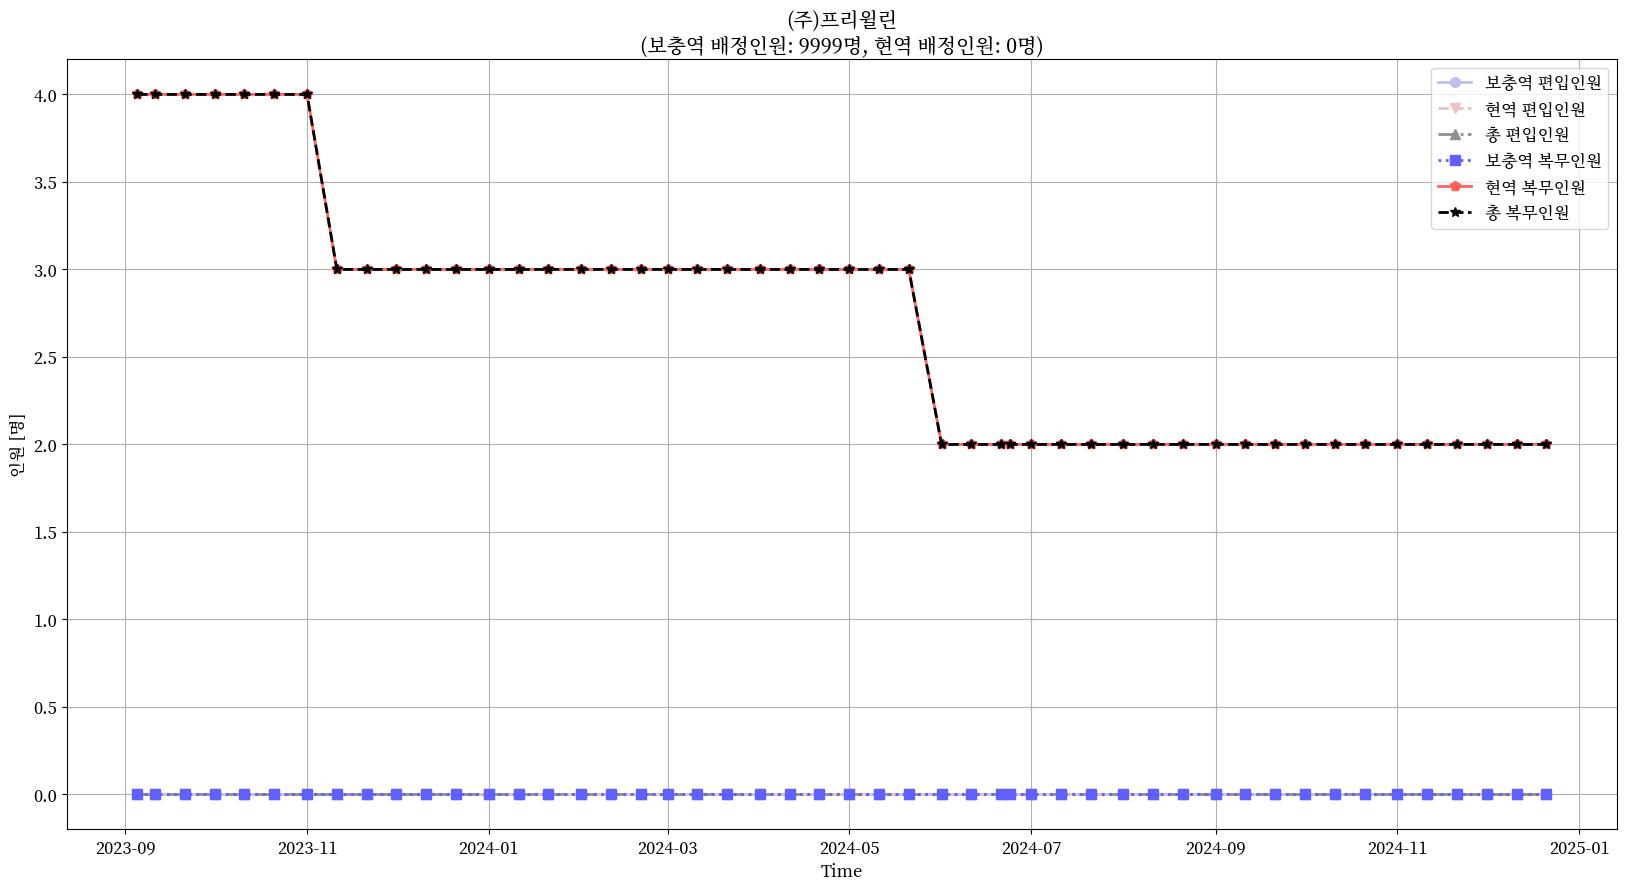 (주)프리윌린
(보충역 배정인원: 9999명, 현역 배정인원: 0명)
보충역 편입인원
현역 편입인원
총 편입인원
보충역 복무인원
현역 복무인원
총 복무인원
인원 [명]
4.0
3.5
3.0
2.5
2.0
1.5
1.0
0.5
0.0
2023-09
2023-11
2024-01
2024-03
2024-05
2024-07
2024-09
2024-11
2025-01
Time